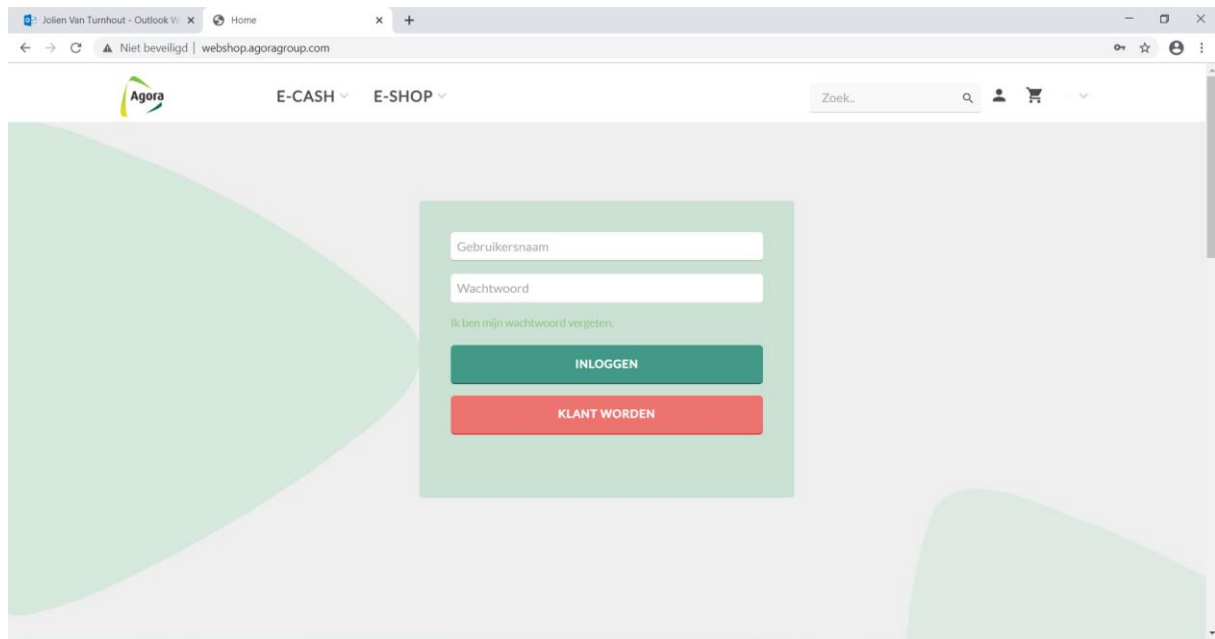 Jolien Van Turnhout - Outlook W
Home
Niet beveiligd | webshop.agoragroup.com
Agora
E-CASH
E-SHOP
Zoek..
Gebruikersnaam
Wachtwoord
Ik ben mijn wachtwoord vergeten.
INLOGGEN
KLANT WORDEN